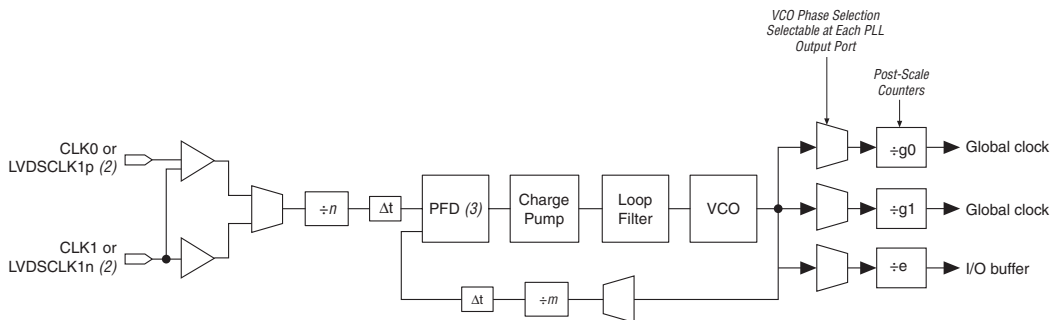 VCO Phase Selection
Selectable at Each PLL
Output Port
Post-Scale
Counters
CLK0 or
LVDSCLK1p (2)
÷n
Δt
PFD (3)
Charge
Pump
Loop
Filter
VCO
÷g0
Global clock
÷g1
Global clock
CLK1 or
LVDSCLK1n (2)
÷e
I/O buffer
Δt
÷m